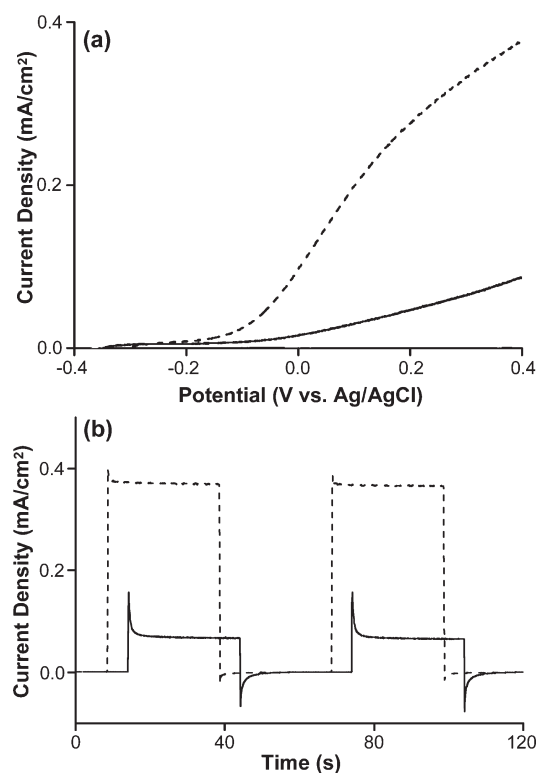 (a)
Current Density (mA/cm²)
0.4
0.2
0.0
-0.4 -0.2 0.0 0.2 0.4
Potential (V vs. Ag/AgCl)
(b)
Current Density (mA/cm²)
0.4
0.2
0.0
0 40 80 120
Time (s)